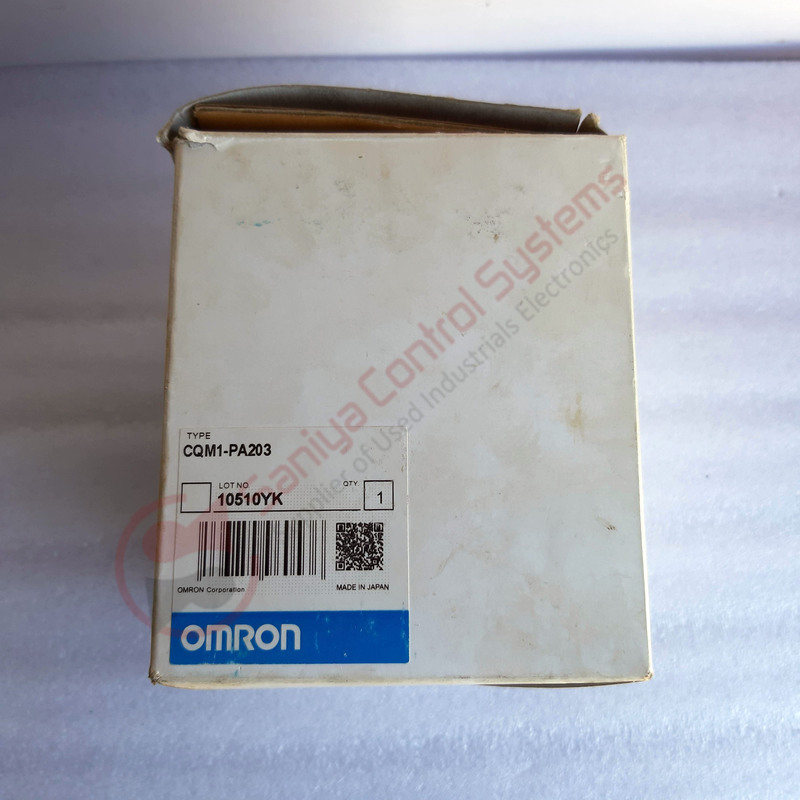 TYPE
CQM1-PA203
LOT NO
10510YK
QTY.
1
OMRON Corporation
MADE IN JAPAN
OMRON
Saniya Control Systems
Supplier of Used Industrials Electronics